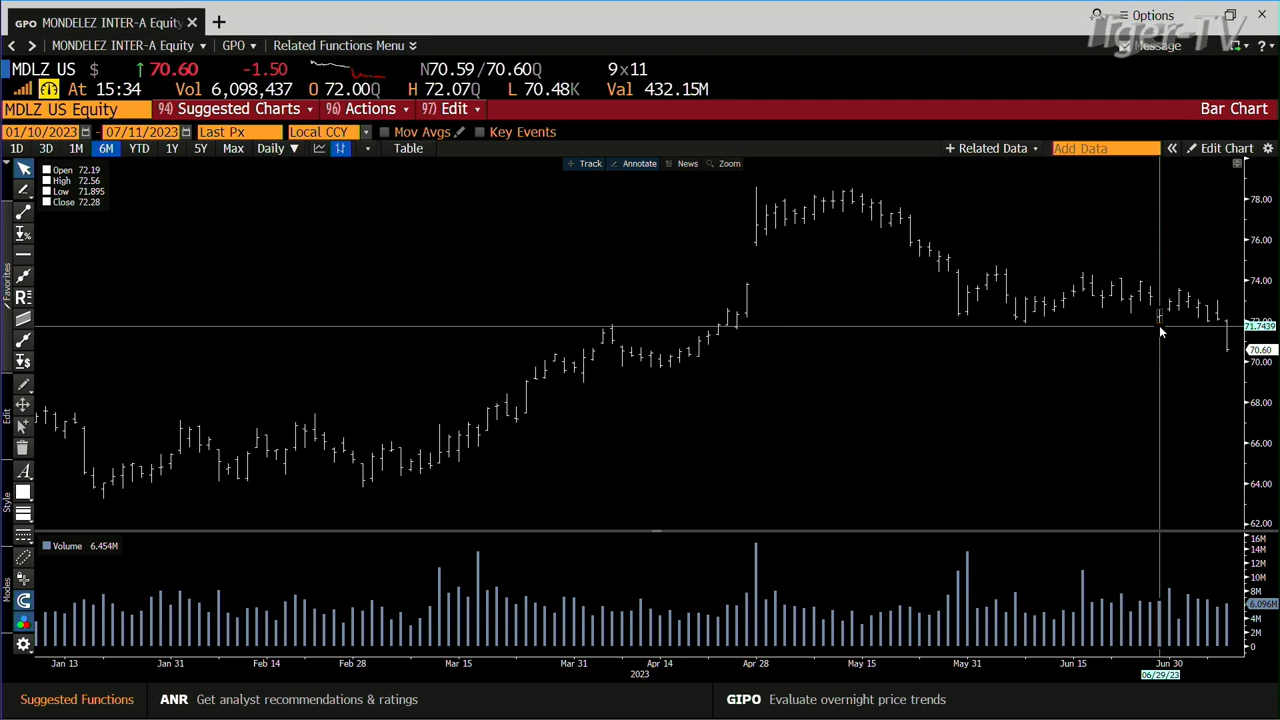 GPO MONDELEZ INTER-A Equity
Options
Tiger-TV
MONDELEZ INTER-A Equity GPO Related Functions Menu
Message
?
MDLZ US $ ↑ 70.60 -1.50 N70.59/70.60Q 9x11
At 15:34 Vol 6,098,437 O 72.00Q H 72.07Q L 70.48K Val 432.15M
MDLZ US Equity 94) Suggested Charts 96) Actions 97) Edit Bar Chart
01/10/2023 - 07/11/2023 Last Px Local CCY Mov Avgs Key Events
1D 3D 1M 6M YTD 1Y 5Y Max Daily ▼ Table + Related Data Add Data « Edit Chart
Track Annotate News Zoom
Open 72.19
High 72.56
Low 71.895
Close 72.28
78.00
76.00
74.00
72.00
71.7439
70.60
70.00
68.00
66.00
64.00
62.00
Favorites
Edit
Style
Modes
Volume 6.454M
16M
14M
12M
10M
8M
6.096M
4M
2M
0
Jan 13 Jan 31 Feb 14 Feb 28 Mar 15 Mar 31 Apr 14 Apr 28 May 15 May 31 Jun 15 Jun 30
2023
06/29/23
Suggested Functions ANR Get analyst recommendations & ratings GIPO Evaluate overnight price trends